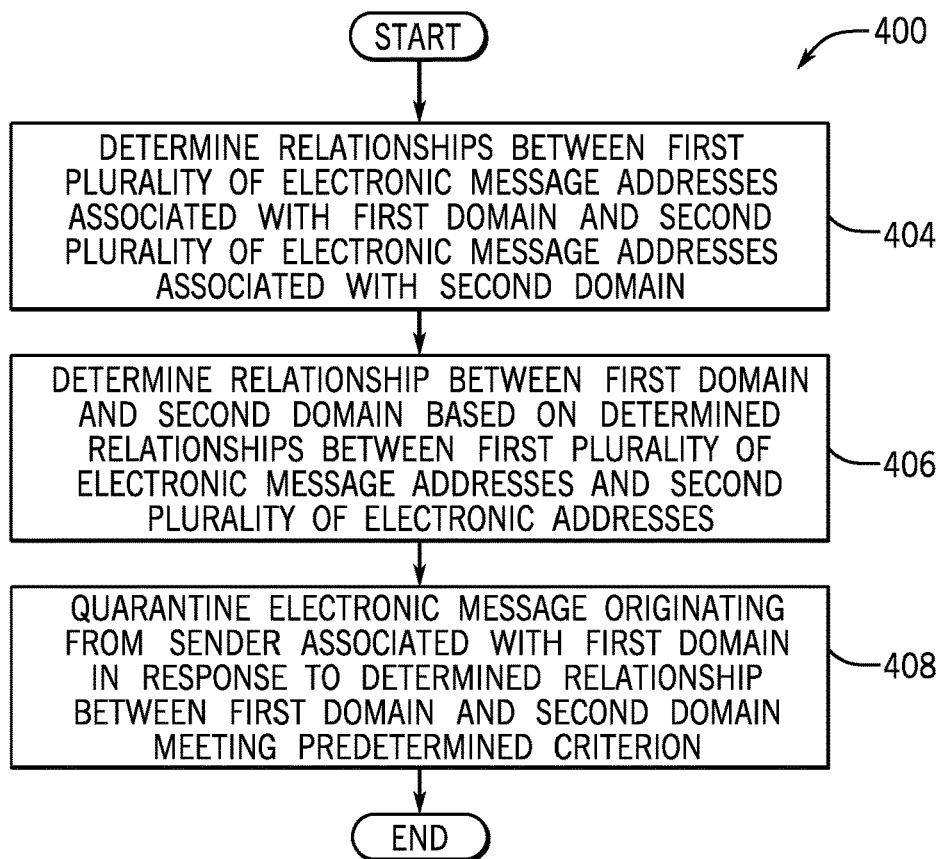 START
400
DETERMINE RELATIONSHIPS BETWEEN FIRST
PLURALITY OF ELECTRONIC MESSAGE ADDRESSES
ASSOCIATED WITH FIRST DOMAIN AND SECOND
PLURALITY OF ELECTRONIC MESSAGE ADDRESSES
ASSOCIATED WITH SECOND DOMAIN
404
DETERMINE RELATIONSHIP BETWEEN FIRST DOMAIN
AND SECOND DOMAIN BASED ON DETERMINED
RELATIONSHIPS BETWEEN FIRST PLURALITY OF
ELECTRONIC MESSAGE ADDRESSES AND SECOND
PLURALITY OF ELECTRONIC ADDRESSES
406
QUARANTINE ELECTRONIC MESSAGE ORIGINATING
FROM SENDER ASSOCIATED WITH FIRST DOMAIN
IN RESPONSE TO DETERMINED RELATIONSHIP
BETWEEN FIRST DOMAIN AND SECOND DOMAIN
MEETING PREDETERMINED CRITERION
408
END